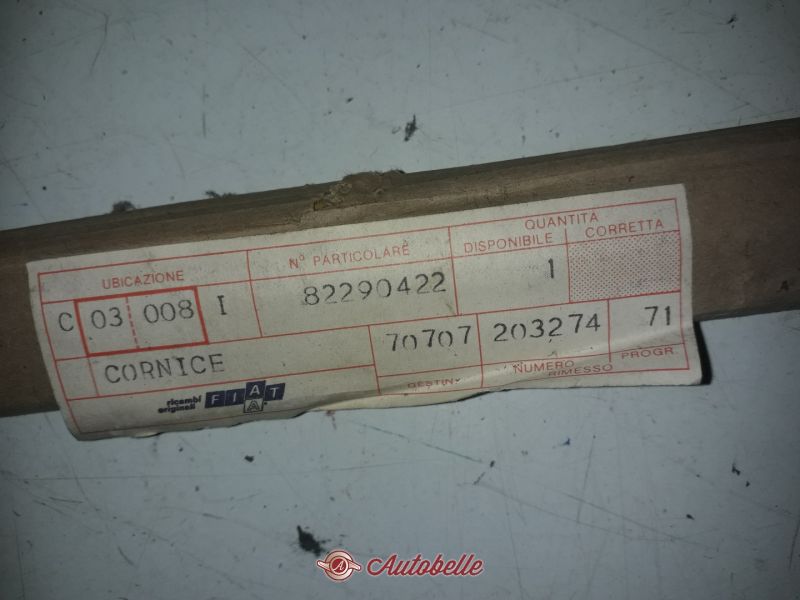 UBICAZIONE
N° PARTICOLARE
QUANTITA
DISPONIBILE
CORRETTA
C 03 008 I
82290422
1
CORNICE
70707
203274
71
DESTIN.
NUMERO RIMESSO
PROGR.
ricambi
originali
FIAT
A
Autobelle